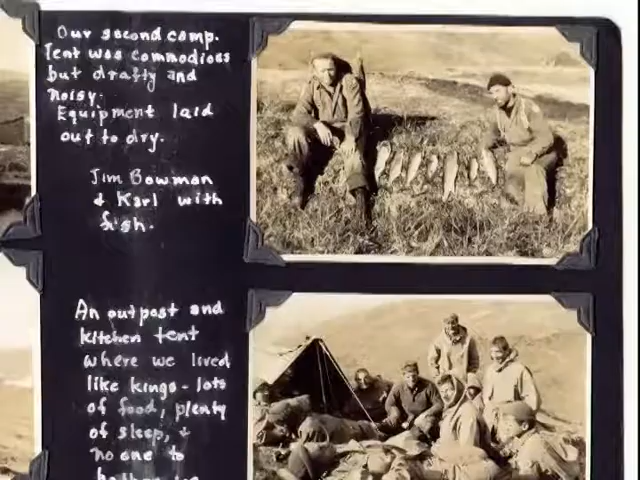 Our second camp.
Tent was commodious
but drafty and
noisy.
Equipment laid
out to dry.
Jim Bowman
& Karl with
fish.
An outpost and
kitchen tent
where we lived
like kings - lots
of food, plenty
of sleep, &
no one to